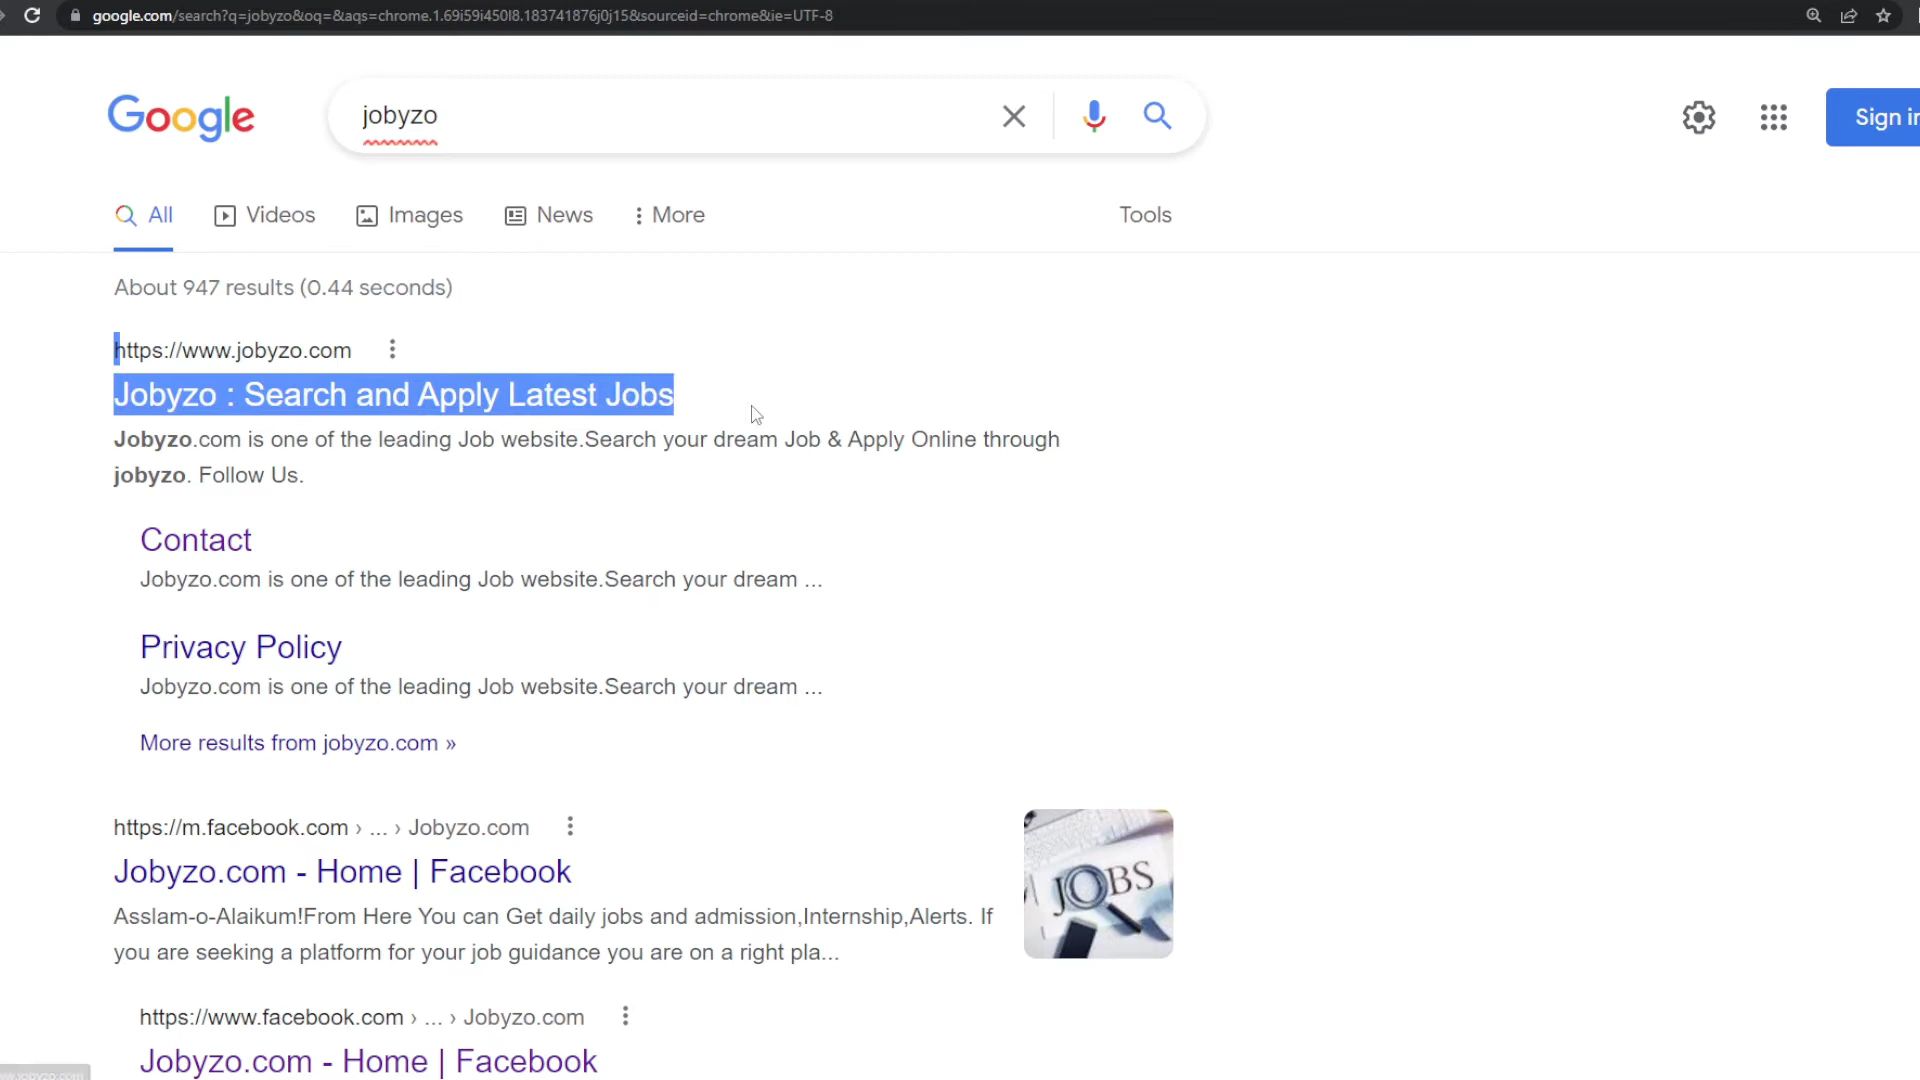 google.com/search?q=jobyzo&oq=&aqs=chrome.1.69i59i450l8.183741876j0j15&sourceid=chrome&ie=UTF-8
Google
jobyzo
Sign in
All
Videos
Images
News
More
Tools
About 947 results (0.44 seconds)
https://www.jobyzo.com
Jobyzo : Search and Apply Latest Jobs
Jobyzo.com is one of the leading Job website.Search your dream Job & Apply Online through
jobyzo. Follow Us.
Contact
Jobyzo.com is one of the leading Job website.Search your dream ...
Privacy Policy
Jobyzo.com is one of the leading Job website.Search your dream ...
More results from jobyzo.com »
https://m.facebook.com › ... › Jobyzo.com
Jobyzo.com - Home | Facebook
Asslam-o-Alaikum!From Here You can Get daily jobs and admission,Internship,Alerts. If
you are seeking a platform for your job guidance you are on a right pla...
JOBS
https://www.facebook.com › ... › Jobyzo.com
Jobyzo.com - Home | Facebook